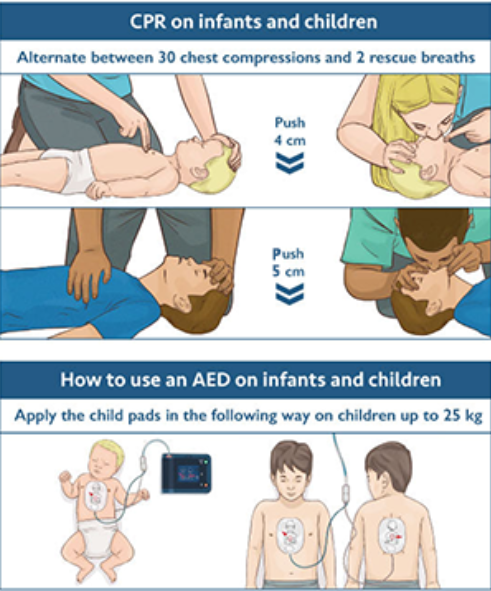 CPR on infants and children
Alternate between 30 chest compressions and 2 rescue breaths
Push
4 cm
Push
5 cm
How to use an AED on infants and children
Apply the child pads in the following way on children up to 25 kg